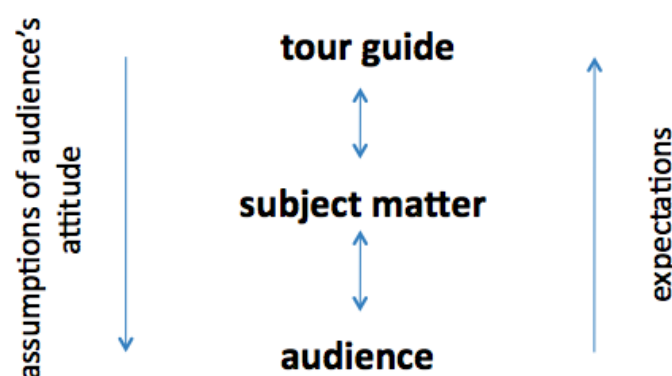 assumptions of audience's
attitude
tour guide
subject matter
audience
expectations